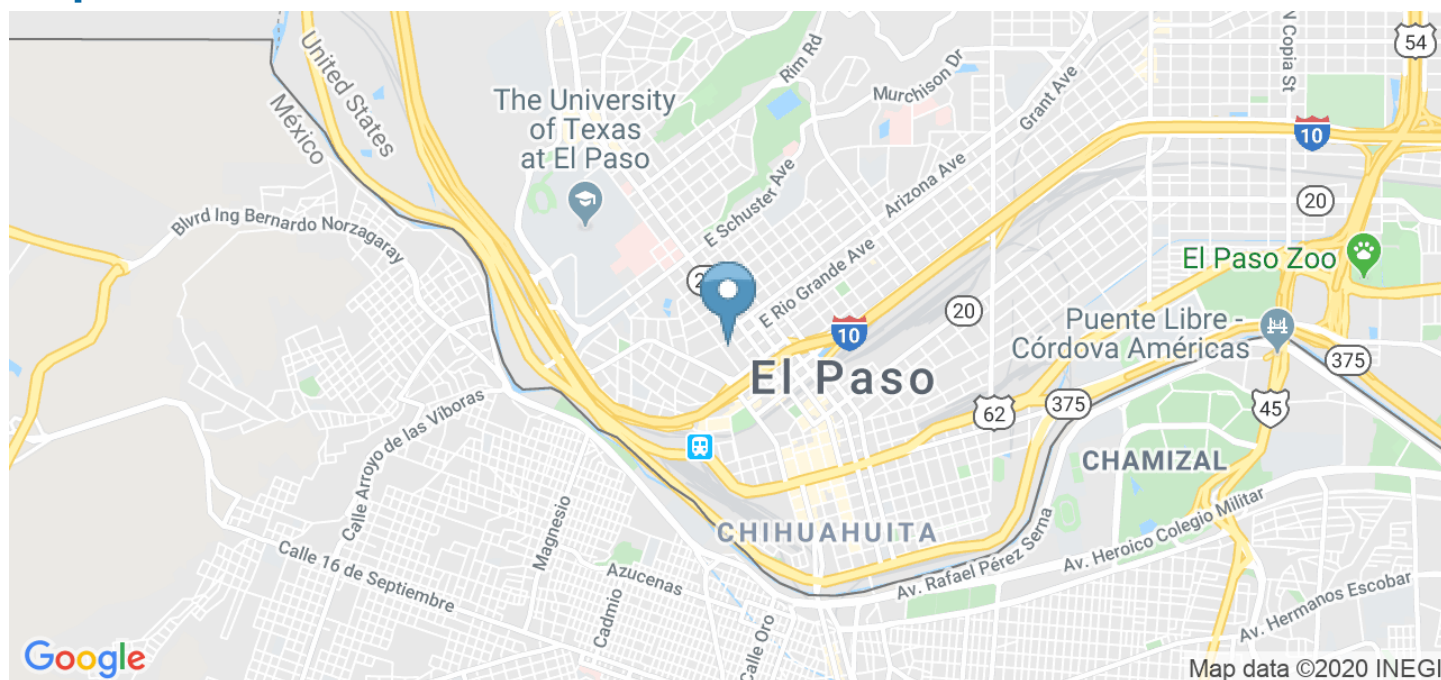 N Copia St
54
United States
México
Rim Rd
Murchison Dr
Grant Ave
The University
of Texas
at El Paso
10
E Schuster Ave
Arizona Ave
20
Blvrd Ing Bernardo Norzagaray
E Rio Grande Ave
El Paso Zoo
20
10
Puente Libre -
Córdova Américas
375
El Paso
62
375
45
Calle Arroyo de las Víboras
CHAMIZAL
Magnesio
CHIHUAHUITA
Av. Heroico Colegio Militar
Av. Rafael Pérez Serna
Calle 16 de Septiembre
Azucenas
Cadmio
Calle Oro
Av. Hermanos Escobar
Google
Map data ©2020 INEGI